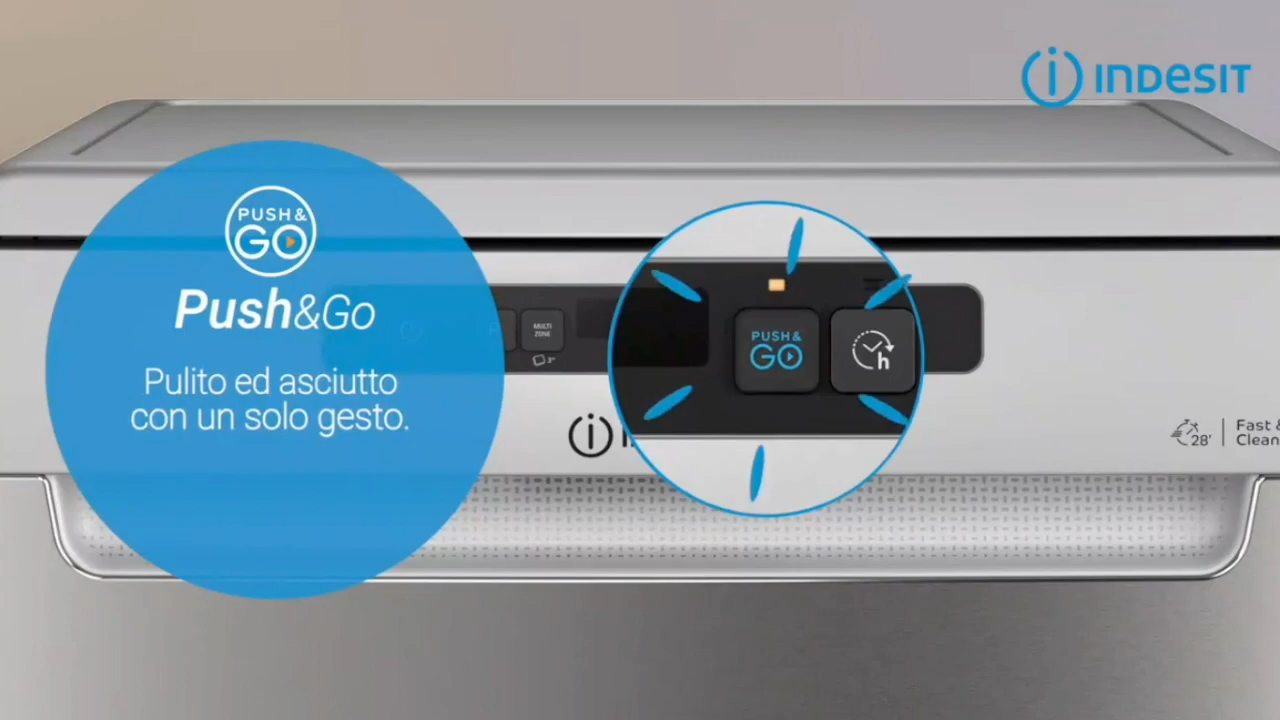 INDESIT
PUSH &
GO
Push&Go
Pulito ed asciutto
con un solo gesto.
MULTI
ZONE
3"
PUSH &
GO
h
28'
Fast &
Clean